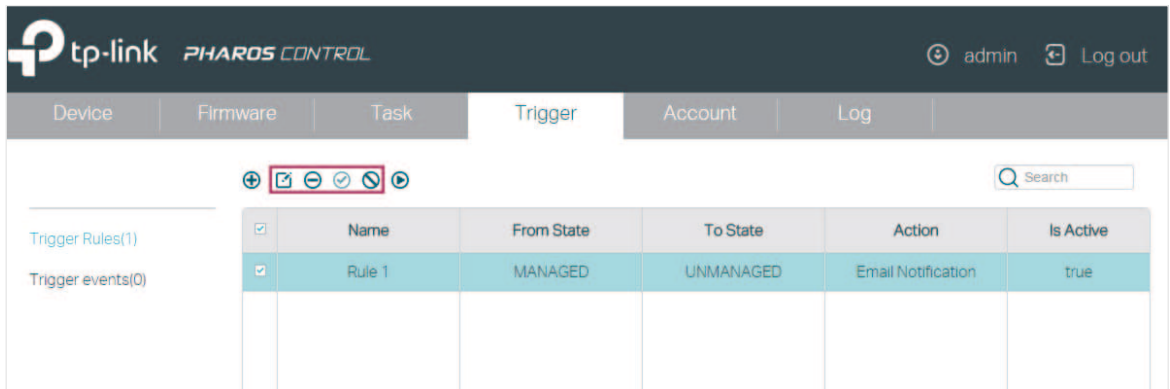 tp-link PHAROS CONTROL admin Log out
Device Firmware Task Trigger Account Log
Search
Name From State To State Action Is Active
Trigger Rules(1)
Rule 1 MANAGED UNMANAGED Email Notification true
Trigger events(0)